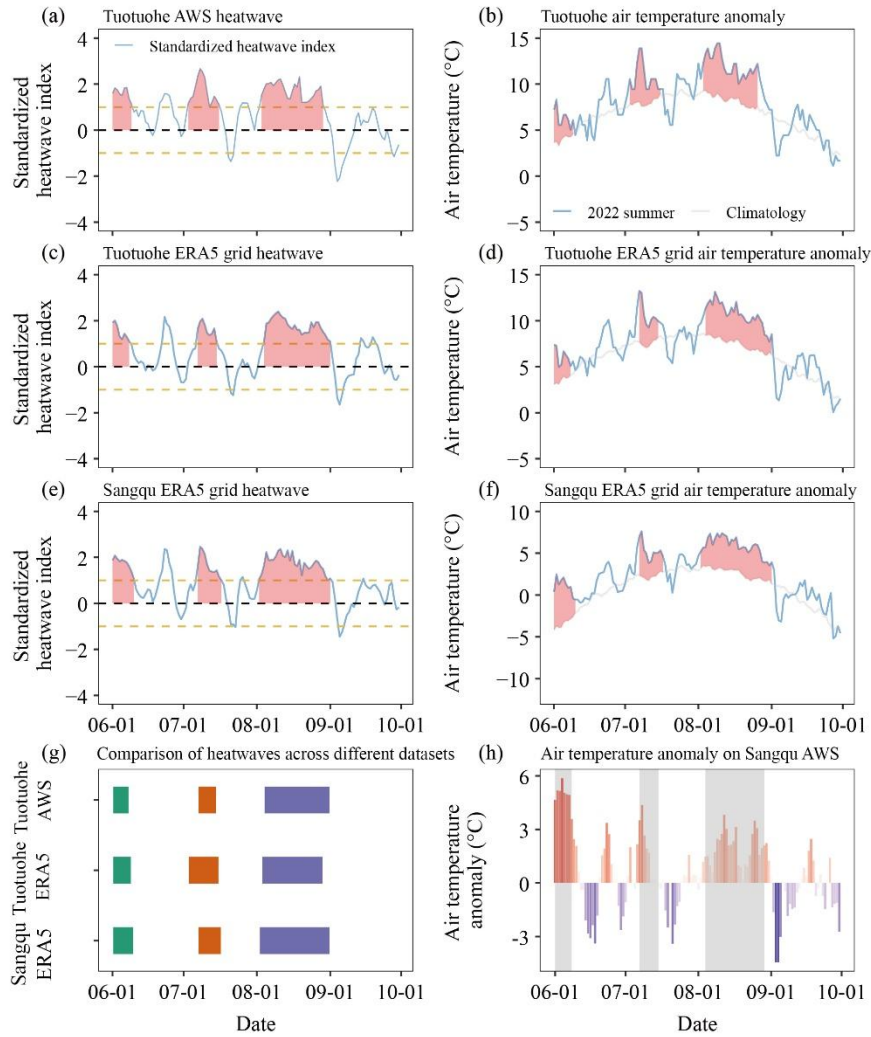 (a) Tuotuohe AWS heatwave
Standardized heatwave index
4
2
0
−2
−4
Standardized
heatwave index
(b) Tuotuohe air temperature anomaly
15
10
5
0
−5
Air temperature (°C)
2022 summer
Climatology
(c) Tuotuohe ERA5 grid heatwave
4
2
0
−2
−4
Standardized
heatwave index
(d) Tuotuohe ERA5 grid air temperature anomaly
15
10
5
0
−5
Air temperature (°C)
(e) Sangqu ERA5 grid heatwave
4
2
0
−2
−4
Standardized
heatwave index
06-01 07-01 08-01 09-01 10-01
(f) Sangqu ERA5 grid air temperature anomaly
10
5
0
−5
−10
Air temperature (°C)
06-01 07-01 08-01 09-01 10-01
(g) Comparison of heatwaves across different datasets
Tuotuohe
AWS
Tuotuohe
ERA5
Sangqu
ERA5
06-01 07-01 08-01 09-01 10-01
Date
(h) Air temperature anomaly on Sangqu AWS
6
3
0
-3
Air temperature
anomaly (°C)
06-01 07-01 08-01 09-01 10-01
Date